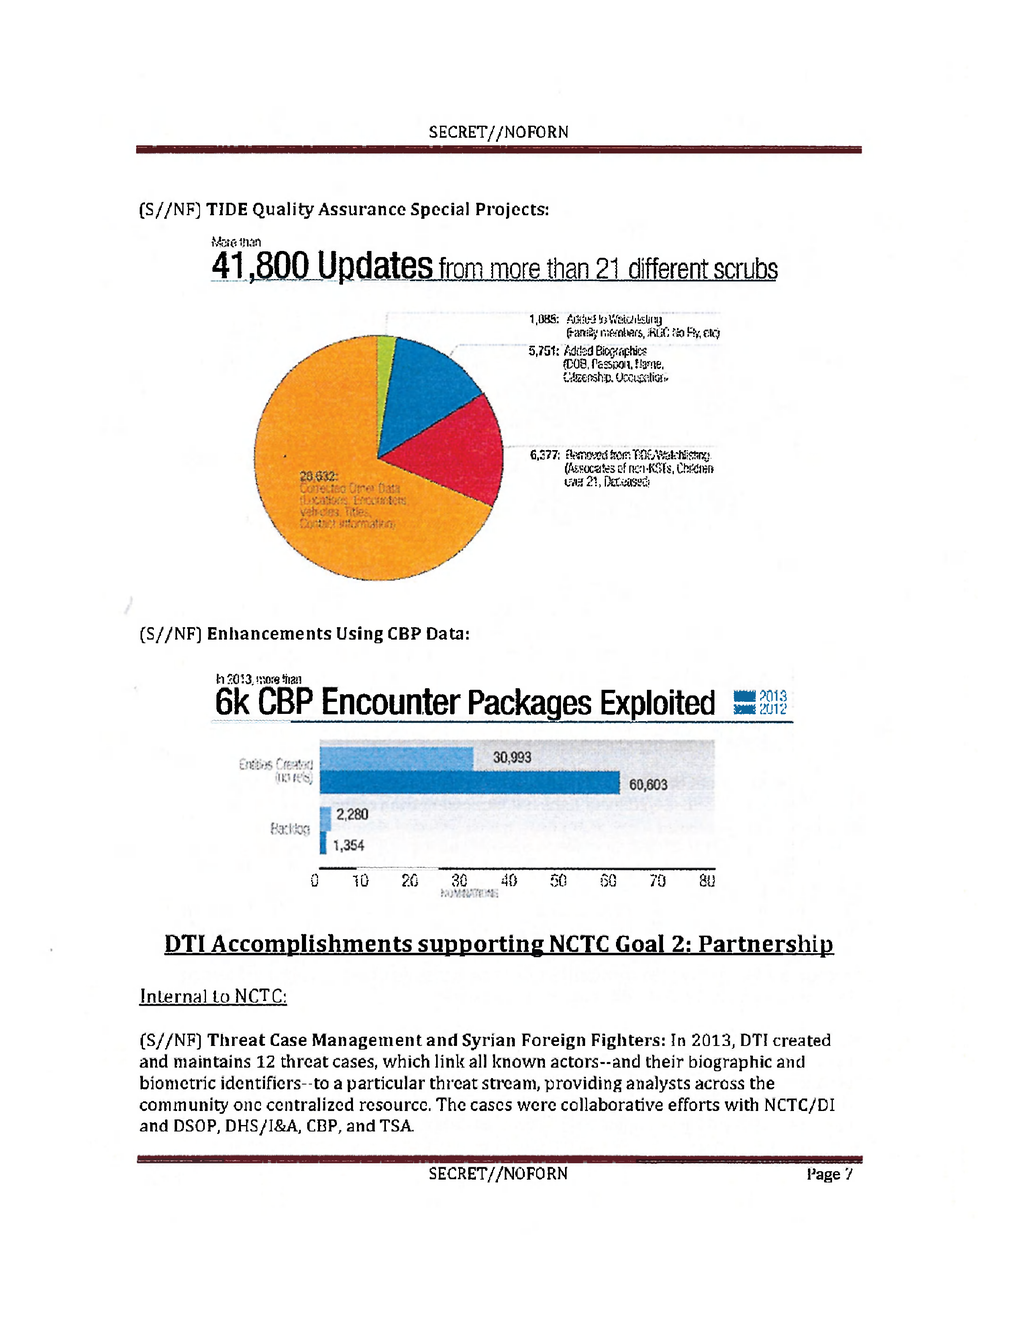 SECRET//NOFORN
(S//NF) TIDE Quality Assurance Special Projects:
More than
41,800 Updates from more than 21 different scrubs
1,088: Added to Watchlisting
(Family members, IRGC No Fly, etc)
5,751: Added Biographics
(DOB, Passport, Name,
Citizenship, Occupation
6,377: Removed from TIDE/Watchlisting
(Associates of non-KSTs, Children
over 21, Deceased)
28,632:
Corrected Other Data
(Locations, Encounters,
Vehicles, Titles,
Contact Information)
(S//NF) Enhancements Using CBP Data:
In 2013, more than
6k CBP Encounter Packages Exploited
2013
2012
Entities Created
30,993
60,603
Backlog
2,280
1,354
0 10 20 30 40 50 60 70 80
NOMINATIONS
DTI Accomplishments supporting NCTC Goal 2: Partnership
Internal to NCTC:
(S//NF) Threat Case Management and Syrian Foreign Fighters: In 2013, DTI created
and maintains 12 threat cases, which link all known actors--and their biographic and
biometric identifiers--to a particular threat stream, providing analysts across the
community one centralized resource. The cases were collaborative efforts with NCTC/DI
and DSOP, DHS/I&A, CBP, and TSA.
SECRET//NOFORN
Page 7